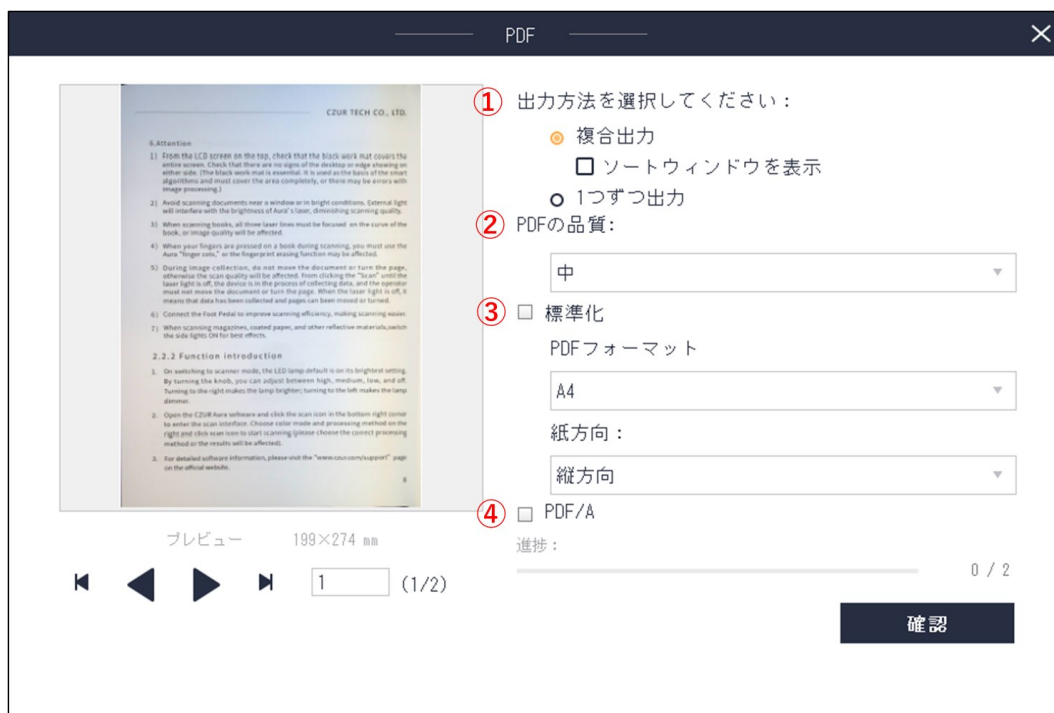 PDF
CZUR TECH CO., LTD.
6.Attention
1) From the LCD screen on the top, check that the black work mat covers the
entire screen. Check that there are no signs of the desktop or edge showing on
either side. (The black work mat is essential. It is used as the basis of the smart
algorithms and must cover the area completely, or there may be errors with
image processing.)
2) Avoid scanning documents near a window or in bright conditions. External light
will interfere with the brightness of Aura's laser, diminishing scanning quality.
3) When scanning books, all three laser lines must be focused on the curve of the
book, or image quality will be affected.
4) When your fingers are pressed on a book during scanning, you must use the
Aura "finger cots," or the fingerprint erasing function may be affected.
5) During image collection, do not move the document or turn the page,
otherwise the scan quality will be affected. From clicking the "Scan" until the
laser light is off, the device is in the process of collecting data, and the operator
must not move the document or turn the page. When the laser light is off, it
means that data has been collected and pages can been moved or turned.
6) Connect the Foot Pedal to improve scanning efficiency, making scanning easier.
7) When scanning magazines, coated paper, and other reflective materials,switch
the side lights ON for best effects.
2.2.2 Function introduction
1. On switching to scanner mode, the LED lamp default is on its brightest setting.
By turning the knob, you can adjust between high, medium, low, and off.
Turning to the right makes the lamp brighter; turning to the left makes the lamp
dimmer.
2. Open the CZUR Aura software and click the scan icon in the bottom right corner
to enter the scan interface. Choose color mode and processing method on the
right and click scan icon to start scanning (please choose the correct processing
method or the results will be affected).
3. For detailed software information, please visit the "www.czur.com/support" page
on the official website.
8
プレビュー 199×274 mm
1 (1/2)
① 出力方法を選択してください：
複合出力
ソートウィンドウを表示
1つずつ出力
② PDFの品質:
中
③ 標準化
PDFフォーマット
A4
紙方向：
縦方向
④ PDF/A
進捗：
0 / 2
確認